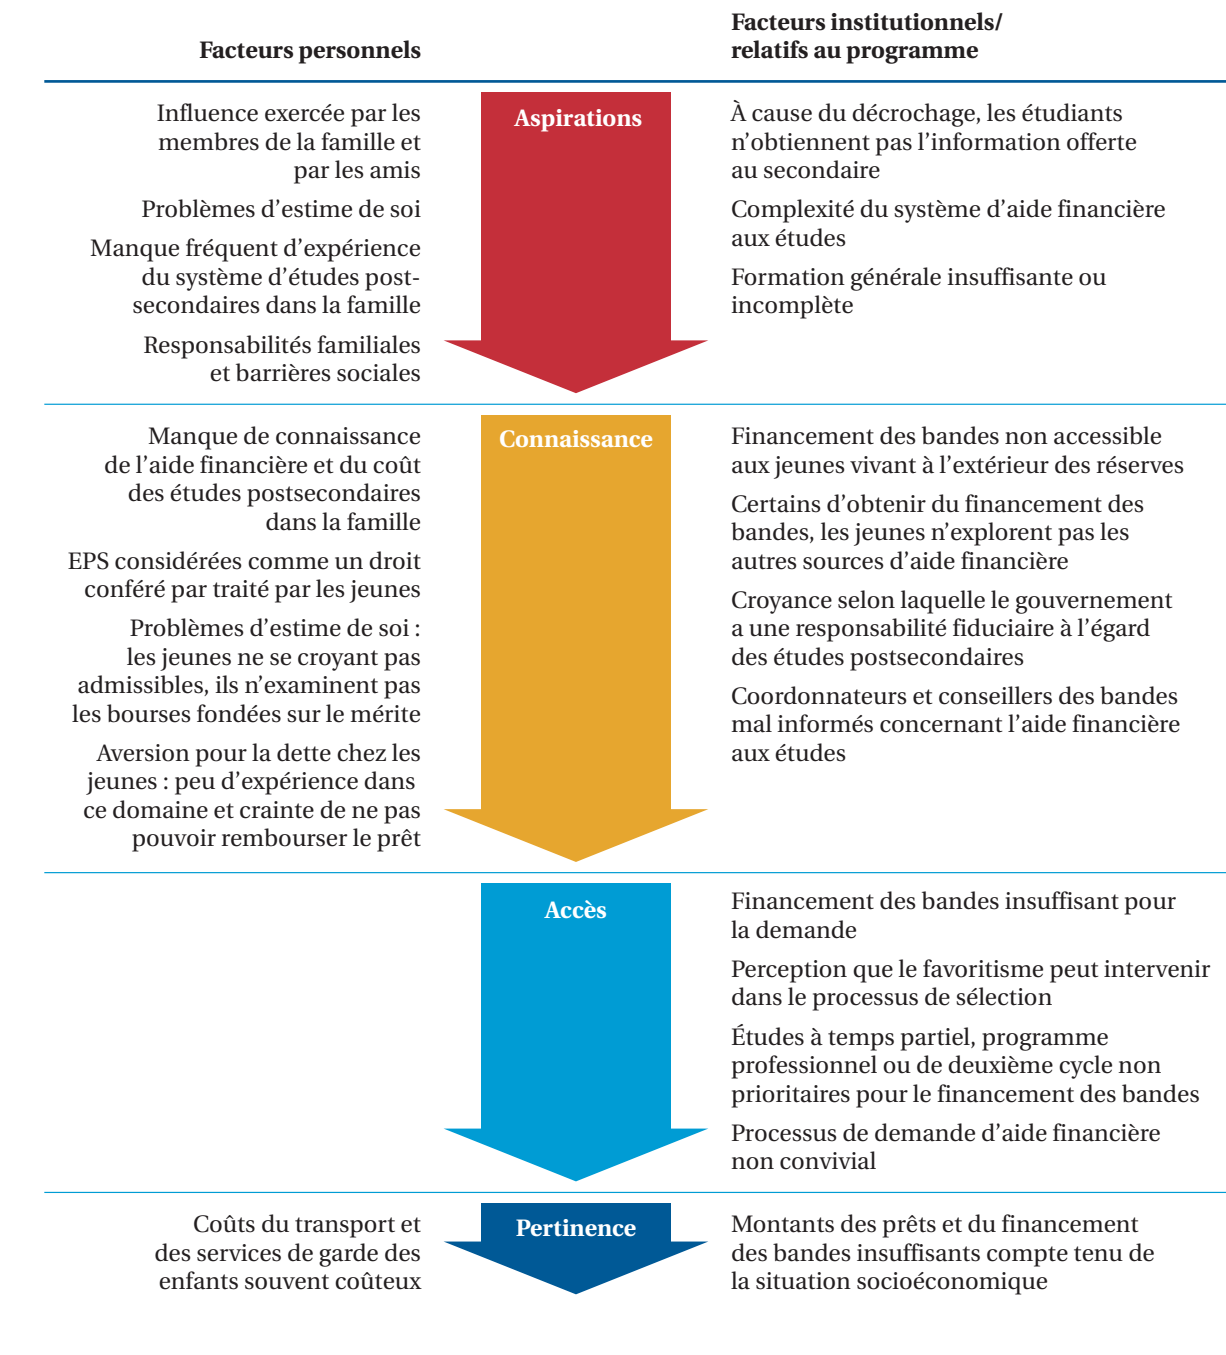 Facteurs personnels
Facteurs institutionnels/
relatifs au programme
Influence exercée par les
membres de la famille et
par les amis
Problèmes d’estime de soi
Manque fréquent d’expérience
du système d’études post-
secondaires dans la famille
Responsabilités familiales
et barrières sociales
Aspirations
À cause du décrochage, les étudiants
n’obtiennent pas l’information offerte
au secondaire
Complexité du système d’aide financière
aux études
Formation générale insuffisante ou
incomplète
Manque de connaissance
de l’aide financière et du coût
des études postsecondaires
dans la famille
EPS considérées comme un droit
conféré par traité par les jeunes
Problèmes d’estime de soi :
les jeunes ne se croyant pas
admissibles, ils n’examinent pas
les bourses fondées sur le mérite
Aversion pour la dette chez les
jeunes : peu d’expérience dans
ce domaine et crainte de ne pas
pouvoir rembourser le prêt
Connaissance
Financement des bandes non accessible
aux jeunes vivant à l’extérieur des réserves
Certains d’obtenir du financement des
bandes, les jeunes n’explorent pas les
autres sources d’aide financière
Croyance selon laquelle le gouvernement
a une responsabilité fiduciaire à l’égard
des études postsecondaires
Coordonnateurs et conseillers des bandes
mal informés concernant l’aide financière
aux études
Accès
Financement des bandes insuffisant pour
la demande
Perception que le favoritisme peut intervenir
dans le processus de sélection
Études à temps partiel, programme
professionnel ou de deuxième cycle non
prioritaires pour le financement des bandes
Processus de demande d’aide financière
non convivial
Coûts du transport et
des services de garde des
enfants souvent coûteux
Pertinence
Montants des prêts et du financement
des bandes insuffisants compte tenu de
la situation socioéconomique